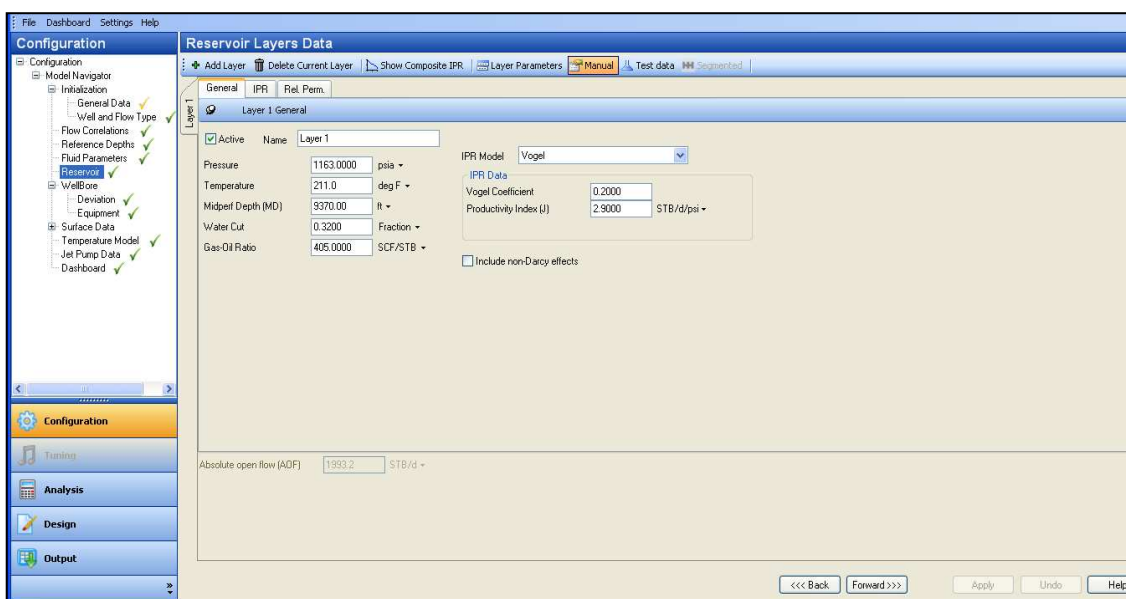 File Dashboard Settings Help
Configuration
Configuration
Model Navigator
Initialization
General Data
Well and Flow Type
Flow Correlations
Reference Depths
Fluid Parameters
Reservoir
WellBore
Deviation
Equipment
Surface Data
Temperature Model
Jet Pump Data
Dashboard
Configuration
Tuning
Analysis
Design
Output
Reservoir Layers Data
Add Layer Delete Current Layer Show Composite IPR Layer Parameters Manual Test data Segmented
General IPR Rel. Perm.
Layer 1
Layer 1 General
Active Name Layer 1
Pressure 1163.0000 psia
Temperature 211.0 deg F
Midperf Depth (MD) 9370.00 ft
Water Cut 0.3200 Fraction
Gas-Oil Ratio 405.0000 SCF/STB
IPR Model Vogel
IPR Data
Vogel Coefficient 0.2000
Productivity Index (J) 2.9000 STB/d/psi
Include non-Darcy effects
Absolute open flow (AOF) 1993.2 STB/d
<<< Back Forward >>> Apply Undo Help